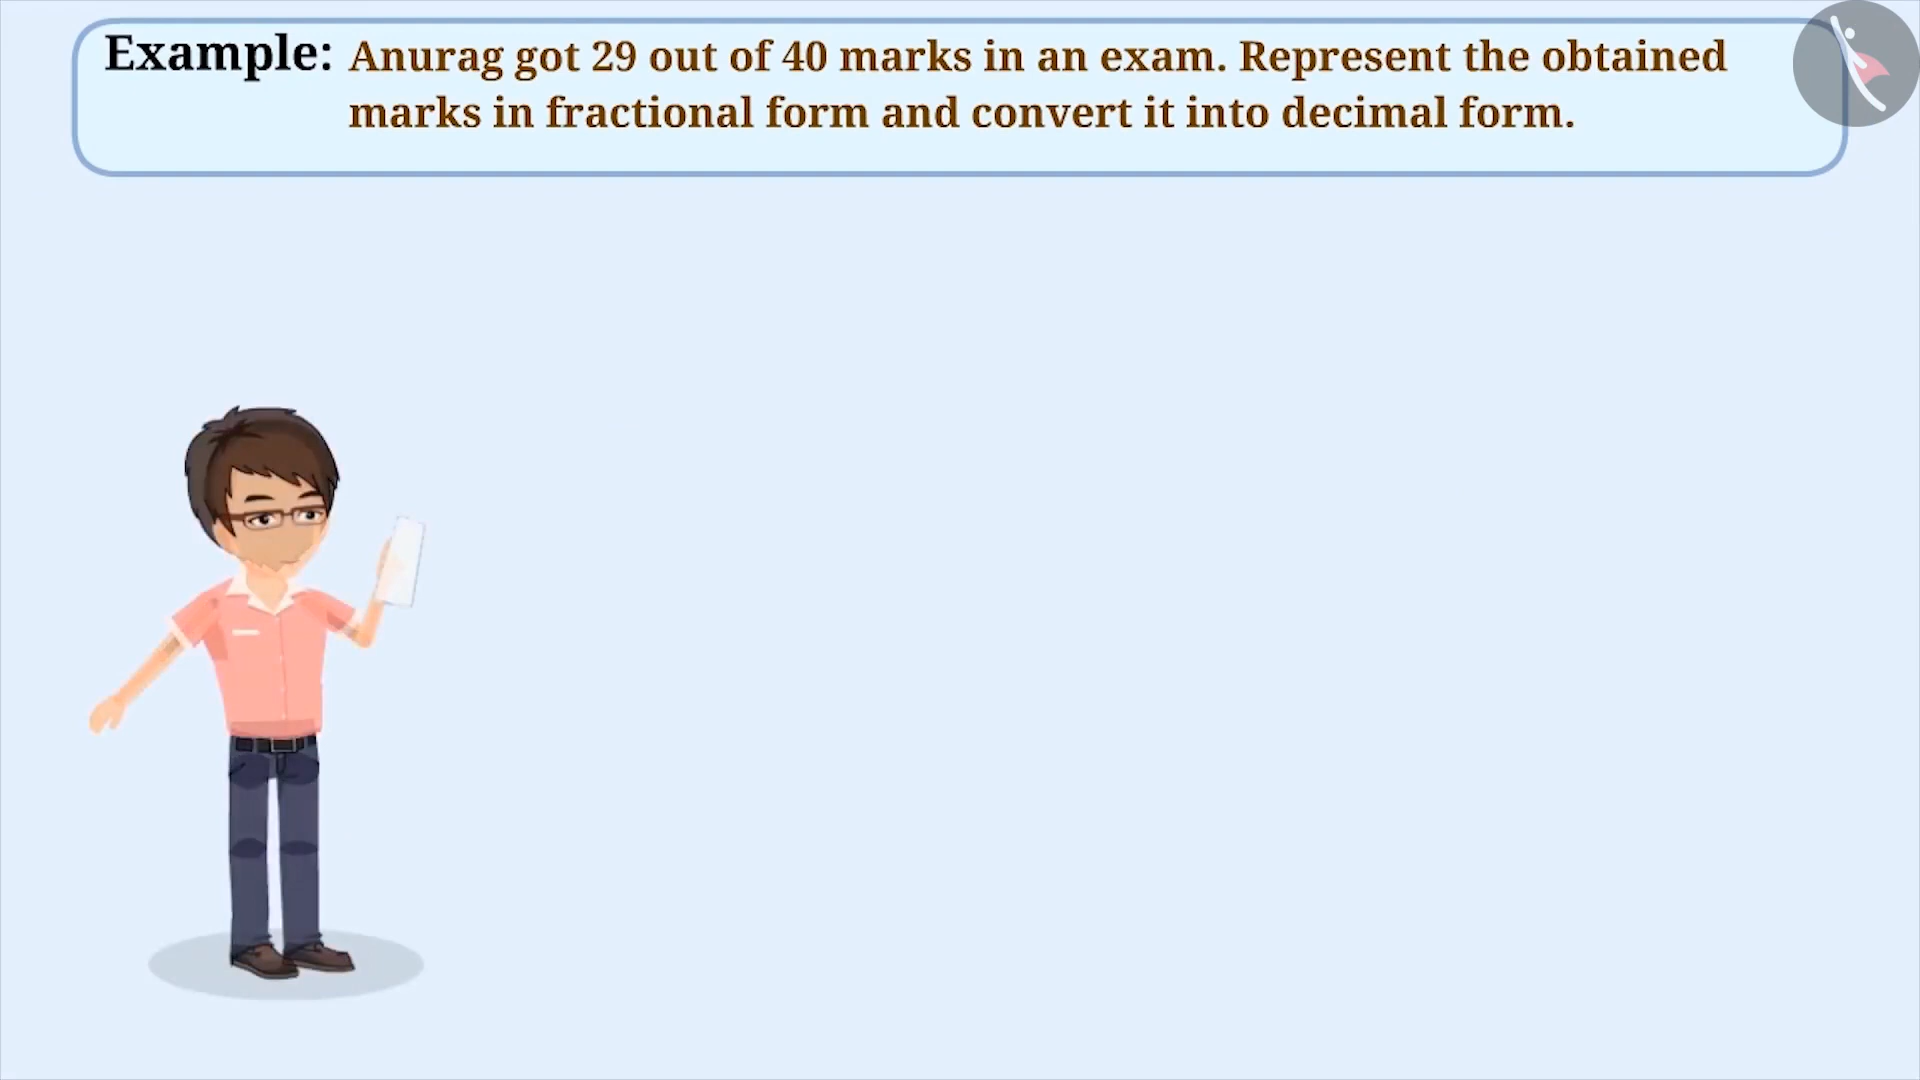 Example: Anurag got 29 out of 40 marks in an exam. Represent the obtained
marks in fractional form and convert it into decimal form.